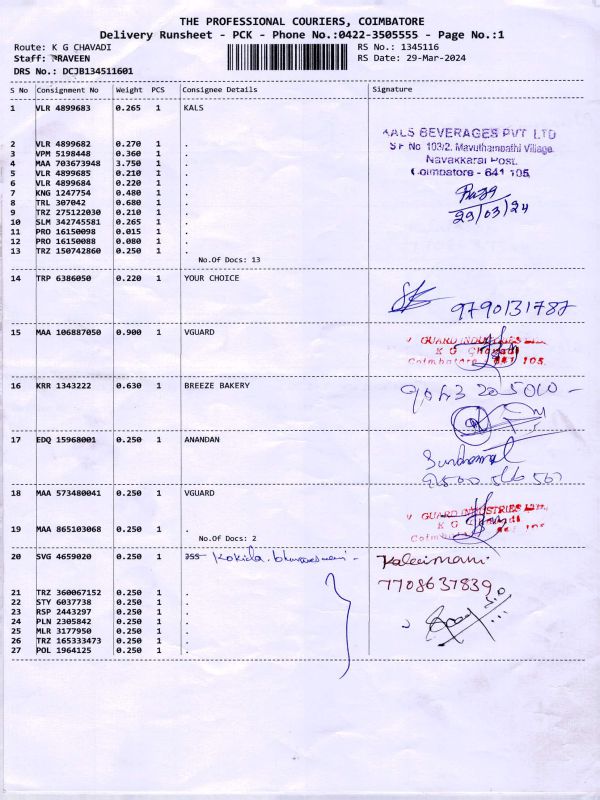 THE PROFESSIONAL COURIERS, COIMBATORE
Delivery Runsheet - PCK - Phone No.:0422-3505555 - Page No.:1
Route: K G CHAVADI RS No.: 1345116
Staff: PRAVEEN RS Date: 29-Mar-2024
DRS No.: DCJB134511601
S No Consignment No Weight PCS Consignee Details Signature
1 VLR 4899683 0.265 1 KALS
KALS BEVERAGES PVT LTD
SF No 103/2, Mavuthampathi Village
Navakkarai Post.
Coimbatore - 641 105
2 VLR 4899682 0.270 1 .
3 VPM 5198448 0.360 1 .
4 MAA 703673948 3.750 1 .
5 VLR 4899685 0.210 1 .
6 VLR 4899684 0.220 1 .
7 KNG 1247754 0.480 1 .
8 TRL 307042 0.680 1 .
9 TRZ 275122030 0.210 1 .
29/03/24
10 SLM 342745581 0.265 1 .
11 PRO 16150098 0.015 1 .
12 PRO 16150088 0.080 1 .
13 TRZ 150742860 0.250 1 .
No.Of Docs: 13
14 TRP 6386050 0.220 1 YOUR CHOICE
9790131787
15 MAA 106887050 0.900 1 VGUARD
V GUARD INDUSTRIES
K G Chavadi
Coimbatore 641 105
16 KRR 1343222 0.630 1 BREEZE BAKERY
17 EDQ 15968001 0.250 1 ANANDAN
18 MAA 573480041 0.250 1 VGUARD
V GUARD INDUSTRIES
K G Chavadi
19 MAA 865103068 0.250 1 .
No.Of Docs: 2
20 SVG 4659020 0.250 1
Kaleimani
7708637839
21 TRZ 360067152 0.250 1 .
22 STY 6037738 0.250 1 .
23 RSP 2443297 0.250 1 .
24 PLN 2305842 0.250 1 .
25 MLR 3177950 0.250 1 .
26 TRZ 165333473 0.250 1 .
27 POL 1964125 0.250 1 .